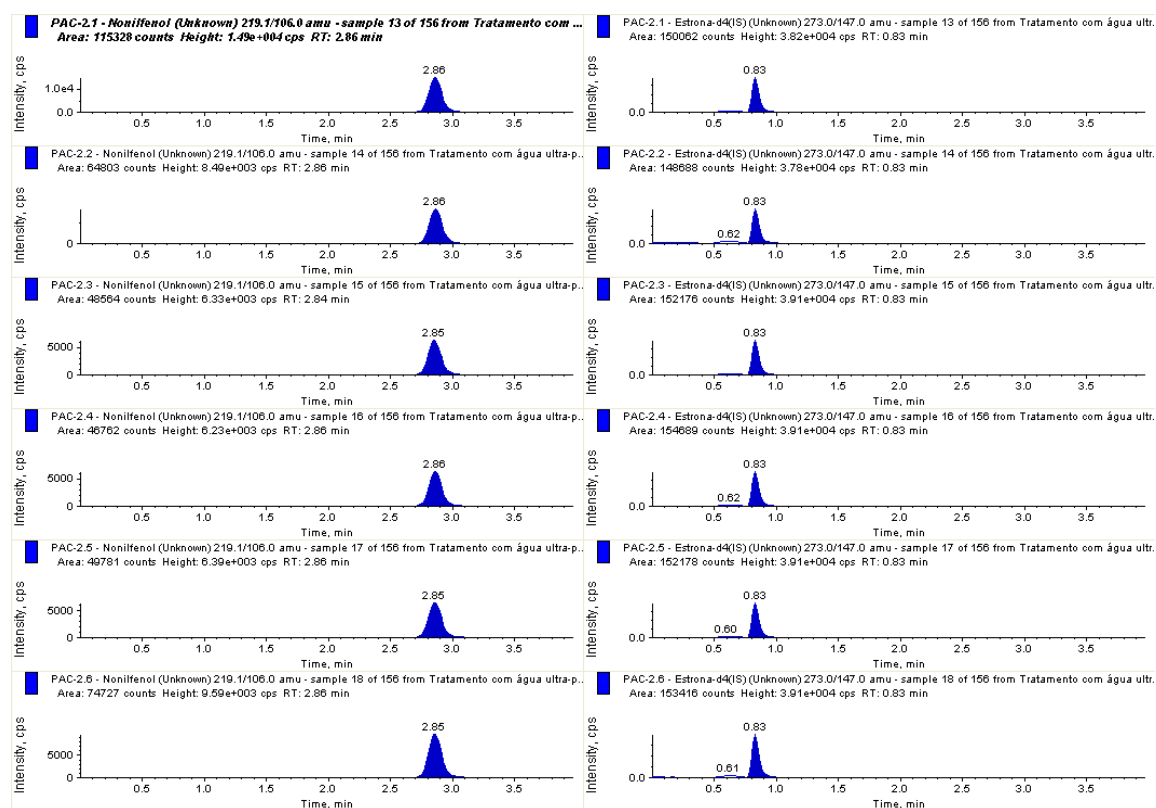 PAC-2.1 - Nonilfenol (Unknown) 219.1/106.0 amu - sample 13 of 156 from Tratamento com ...
Area: 115328 counts Height: 1.49e+004 cps RT: 2.86 min
Intensity, cps
1.0e4
0.0
2.86
0.5 1.0 1.5 2.0 2.5 3.0 3.5
Time, min
PAC-2.1 - Estrona-d4(IS) (Unknown) 273.0/147.0 amu - sample 13 of 156 from Tratamento com água ultr...
Area: 150062 counts Height: 3.82e+004 cps RT: 0.83 min
Intensity, cps
0.0
0.83
0.5 1.0 1.5 2.0 2.5 3.0 3.5
Time, min
PAC-2.2 - Nonilfenol (Unknown) 219.1/106.0 amu - sample 14 of 156 from Tratamento com água ultra-p...
Area: 64803 counts Height: 8.49e+003 cps RT: 2.86 min
Intensity, cps
0
2.86
0.5 1.0 1.5 2.0 2.5 3.0 3.5
Time, min
PAC-2.2 - Estrona-d4(IS) (Unknown) 273.0/147.0 amu - sample 14 of 156 from Tratamento com água ultr...
Area: 148688 counts Height: 3.78e+004 cps RT: 0.83 min
Intensity, cps
0.0
0.62
0.83
0.5 1.0 1.5 2.0 2.5 3.0 3.5
Time, min
PAC-2.3 - Nonilfenol (Unknown) 219.1/106.0 amu - sample 15 of 156 from Tratamento com água ultra-p...
Area: 48564 counts Height: 6.33e+003 cps RT: 2.84 min
Intensity, cps
5000
0
2.85
0.5 1.0 1.5 2.0 2.5 3.0 3.5
Time, min
PAC-2.3 - Estrona-d4(IS) (Unknown) 273.0/147.0 amu - sample 15 of 156 from Tratamento com água ultr...
Area: 152176 counts Height: 3.91e+004 cps RT: 0.83 min
Intensity, cps
0.0
0.83
0.5 1.0 1.5 2.0 2.5 3.0 3.5
Time, min
PAC-2.4 - Nonilfenol (Unknown) 219.1/106.0 amu - sample 16 of 156 from Tratamento com água ultra-p...
Area: 46762 counts Height: 6.23e+003 cps RT: 2.86 min
Intensity, cps
5000
0
2.86
0.5 1.0 1.5 2.0 2.5 3.0 3.5
Time, min
PAC-2.4 - Estrona-d4(IS) (Unknown) 273.0/147.0 amu - sample 16 of 156 from Tratamento com água ultr...
Area: 154689 counts Height: 3.91e+004 cps RT: 0.83 min
Intensity, cps
0.0
0.62
0.83
0.5 1.0 1.5 2.0 2.5 3.0 3.5
Time, min
PAC-2.5 - Nonilfenol (Unknown) 219.1/106.0 amu - sample 17 of 156 from Tratamento com água ultra-p...
Area: 49781 counts Height: 6.39e+003 cps RT: 2.86 min
Intensity, cps
5000
0
2.85
0.5 1.0 1.5 2.0 2.5 3.0 3.5
Time, min
PAC-2.5 - Estrona-d4(IS) (Unknown) 273.0/147.0 amu - sample 17 of 156 from Tratamento com água ultr...
Area: 152178 counts Height: 3.91e+004 cps RT: 0.83 min
Intensity, cps
0.0
0.60
0.83
0.5 1.0 1.5 2.0 2.5 3.0 3.5
Time, min
PAC-2.6 - Nonilfenol (Unknown) 219.1/106.0 amu - sample 18 of 156 from Tratamento com água ultra-p...
Area: 74727 counts Height: 9.59e+003 cps RT: 2.86 min
Intensity, cps
5000
0
2.85
0.5 1.0 1.5 2.0 2.5 3.0 3.5
Time, min
PAC-2.6 - Estrona-d4(IS) (Unknown) 273.0/147.0 amu - sample 18 of 156 from Tratamento com água ultr...
Area: 153416 counts Height: 3.91e+004 cps RT: 0.83 min
Intensity, cps
0.0
0.61
0.83
0.5 1.0 1.5 2.0 2.5 3.0 3.5
Time, min